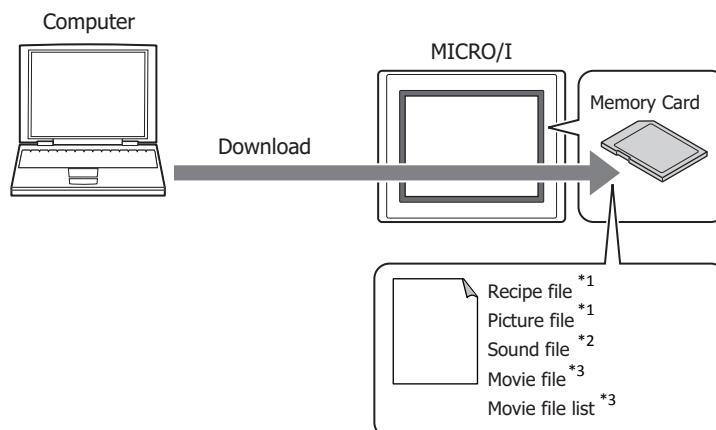 Computer
MICRO/I
Memory Card
Download
Recipe file *1
Picture file *1
Sound file *2
Movie file *3
Movie file list *3